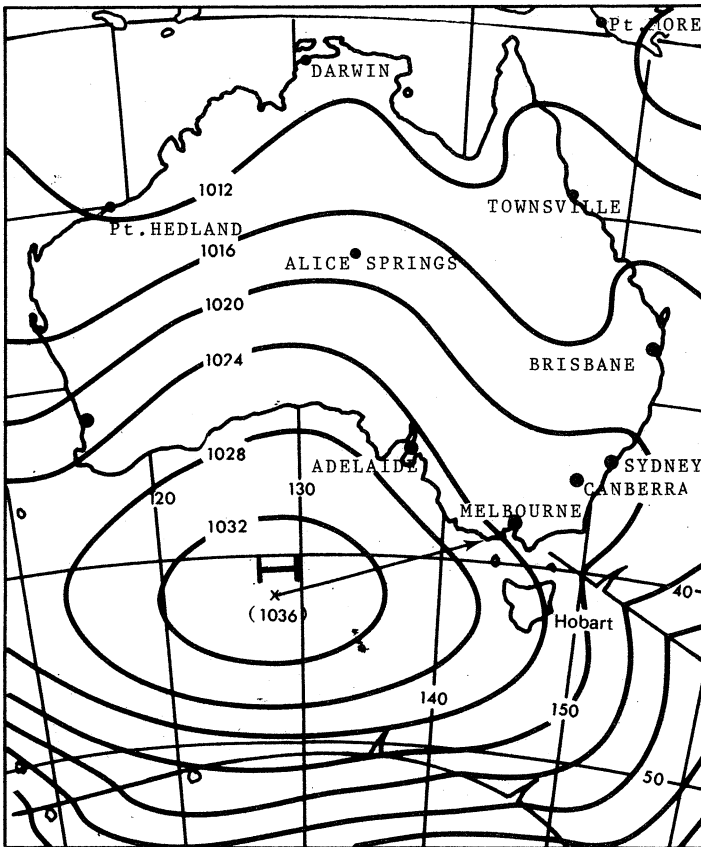 Pt.MORE
DARWIN
1012
TOWNSVILLE
Pt.HEDLAND
1016
ALICE SPRINGS
1020
BRISBANE
1024
1028
ADELAIDE
SYDNEY
130
20
CANBERRA
MELBOURNE
1032
H
40
(1036)
Hobart
140
150
50